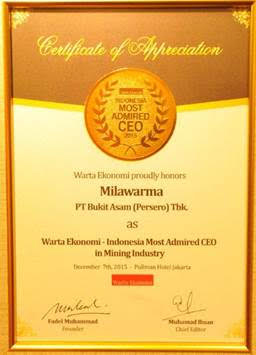 Certificate of Appreciation
INDONESIA
MOST
ADMIRED
CEO
2015
Warta Ekonomi proudly honors
Milawarma
PT Bukit Asam (Persero) Tbk.
as
Warta Ekonomi - Indonesia Most Admired CEO
in Mining Industry
December 7th, 2015 - Pullman Hotel Jakarta
Warta Ekonomi
Fadel Muhammad
Founder
Muhamad Ihsan
Chief Editor